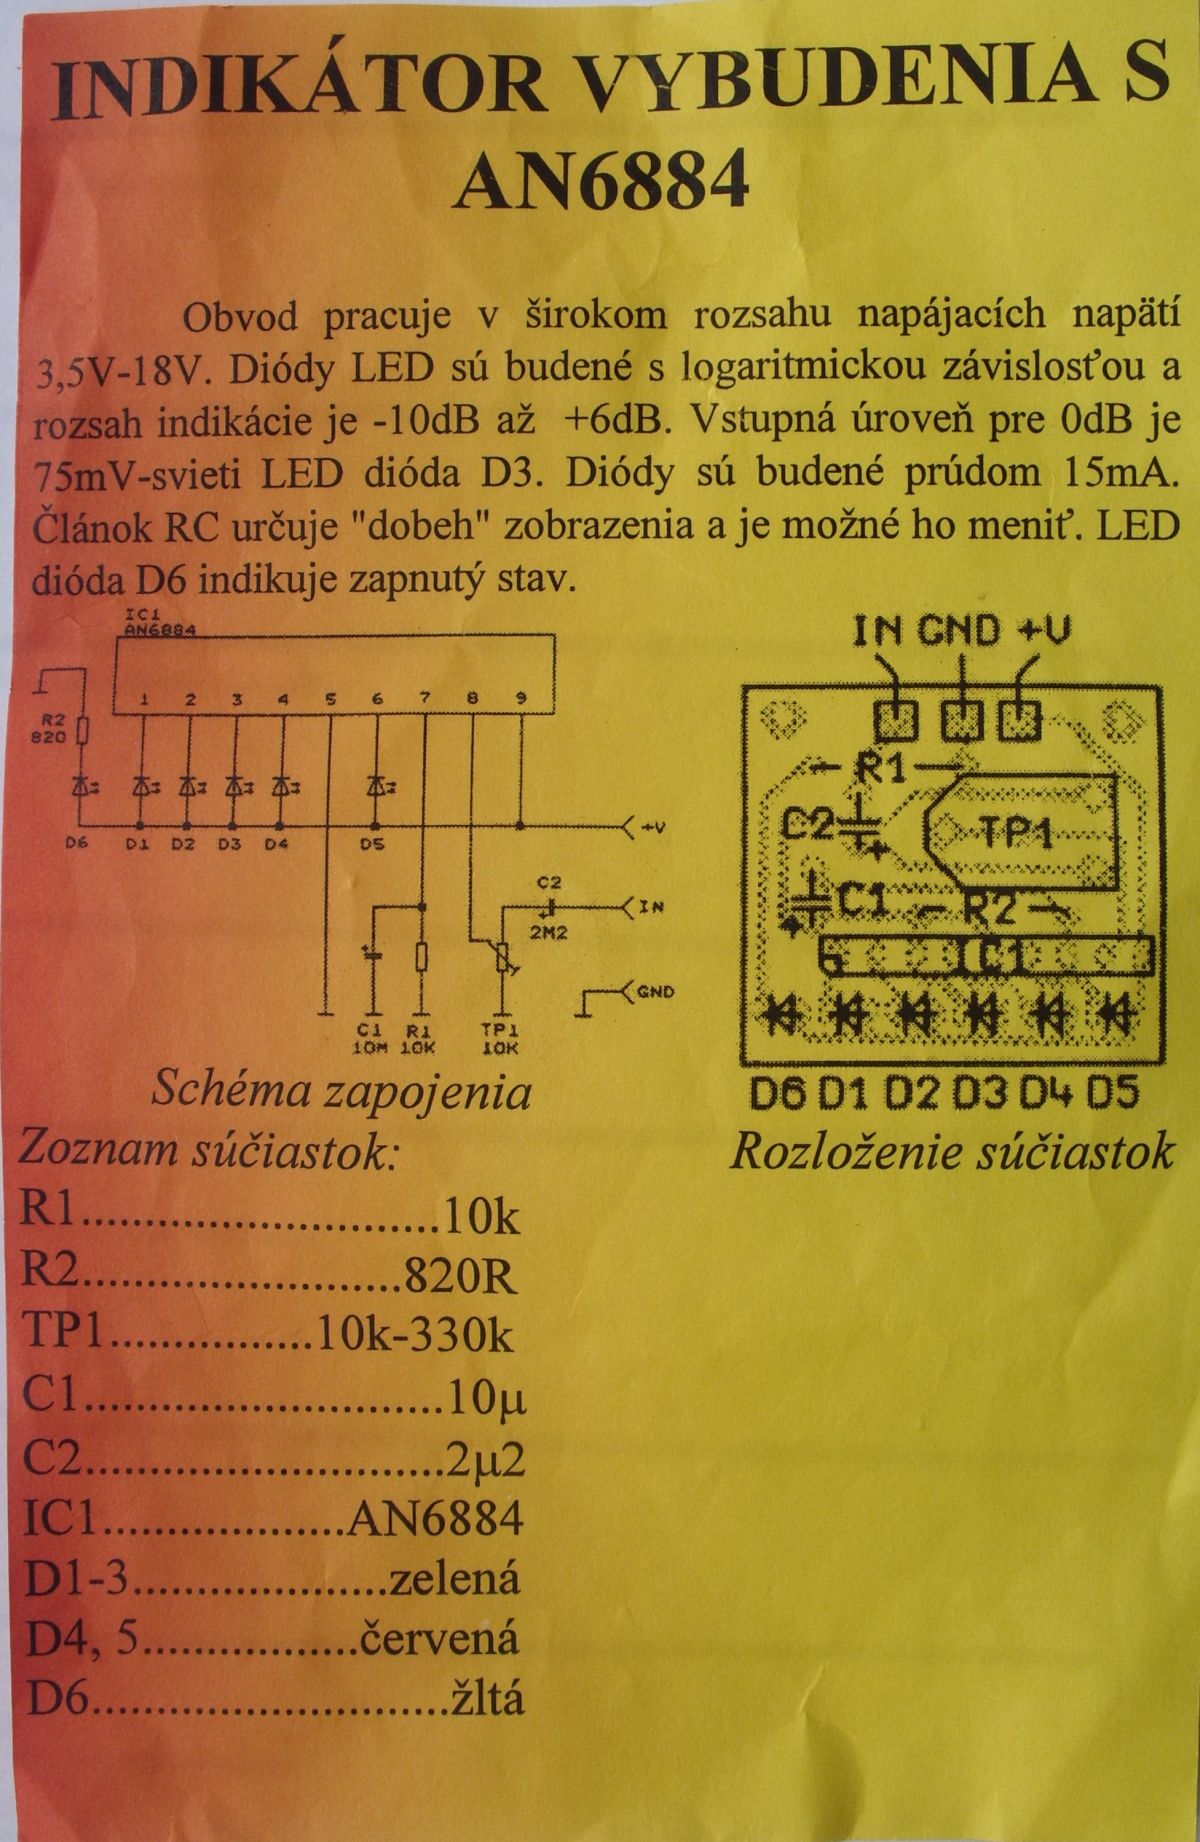 INDIKÁTOR VYBUDENIA S
AN6884
Obvod pracuje v širokom rozsahu napájacích napätí
3,5V-18V. Diódy LED sú budené s logaritmickou závislosťou a
rozsah indikácie je -10dB až +6dB. Vstupná úroveň pre 0dB je
75mV-svieti LED dióda D3. Diódy sú budené prúdom 15mA.
Článok RC určuje "dobeh" zobrazenia a je možné ho meniť. LED
dióda D6 indikuje zapnutý stav.
IC1
AN6884
1 2 3 4 5 6 7 8 9
R2
820
D6 D1 D2 D3 D4 D5
+V
C2
2M2
IN
GND
C1 R1 TP1
10M 10K 10K
Schéma zapojenia
IN GND +V
R1
C2
TP1
C1
R2
IC1
D6 D1 D2 D3 D4 D5
Rozloženie súčiastok
Zoznam súčiastok:
R1............................10k
R2.........................820R
TP1................10k-330k
C1............................10µ
C2............................2µ2
IC1...................AN6884
D1-3....................zelená
D4, 5.................červená
D6............................žltá